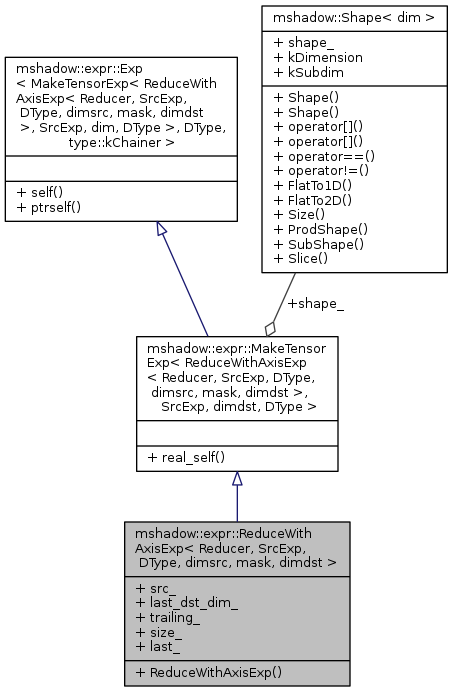 mshadow::expr::Exp
< MakeTensorExp< ReduceWith
AxisExp< Reducer, SrcExp,
DType, dimsrc, mask, dimdst
>, SrcExp, dim, DType >, DType,
type::kChainer >
+ self()
+ ptrself()
mshadow::Shape< dim >
+ shape_
+ kDimension
+ kSubdim
+ Shape()
+ Shape()
+ operator[]()
+ operator[]()
+ operator==()
+ operator!=()
+ FlatTo1D()
+ FlatTo2D()
+ Size()
+ ProdShape()
+ SubShape()
+ Slice()
+shape_
mshadow::expr::MakeTensor
Exp< ReduceWithAxisExp
< Reducer, SrcExp, DType,
dimsrc, mask, dimdst >,
SrcExp, dimdst, DType >
+ real_self()
mshadow::expr::ReduceWith
AxisExp< Reducer, SrcExp,
DType, dimsrc, mask, dimdst >
+ src_
+ last_dst_dim_
+ trailing_
+ size_
+ last_
+ ReduceWithAxisExp()